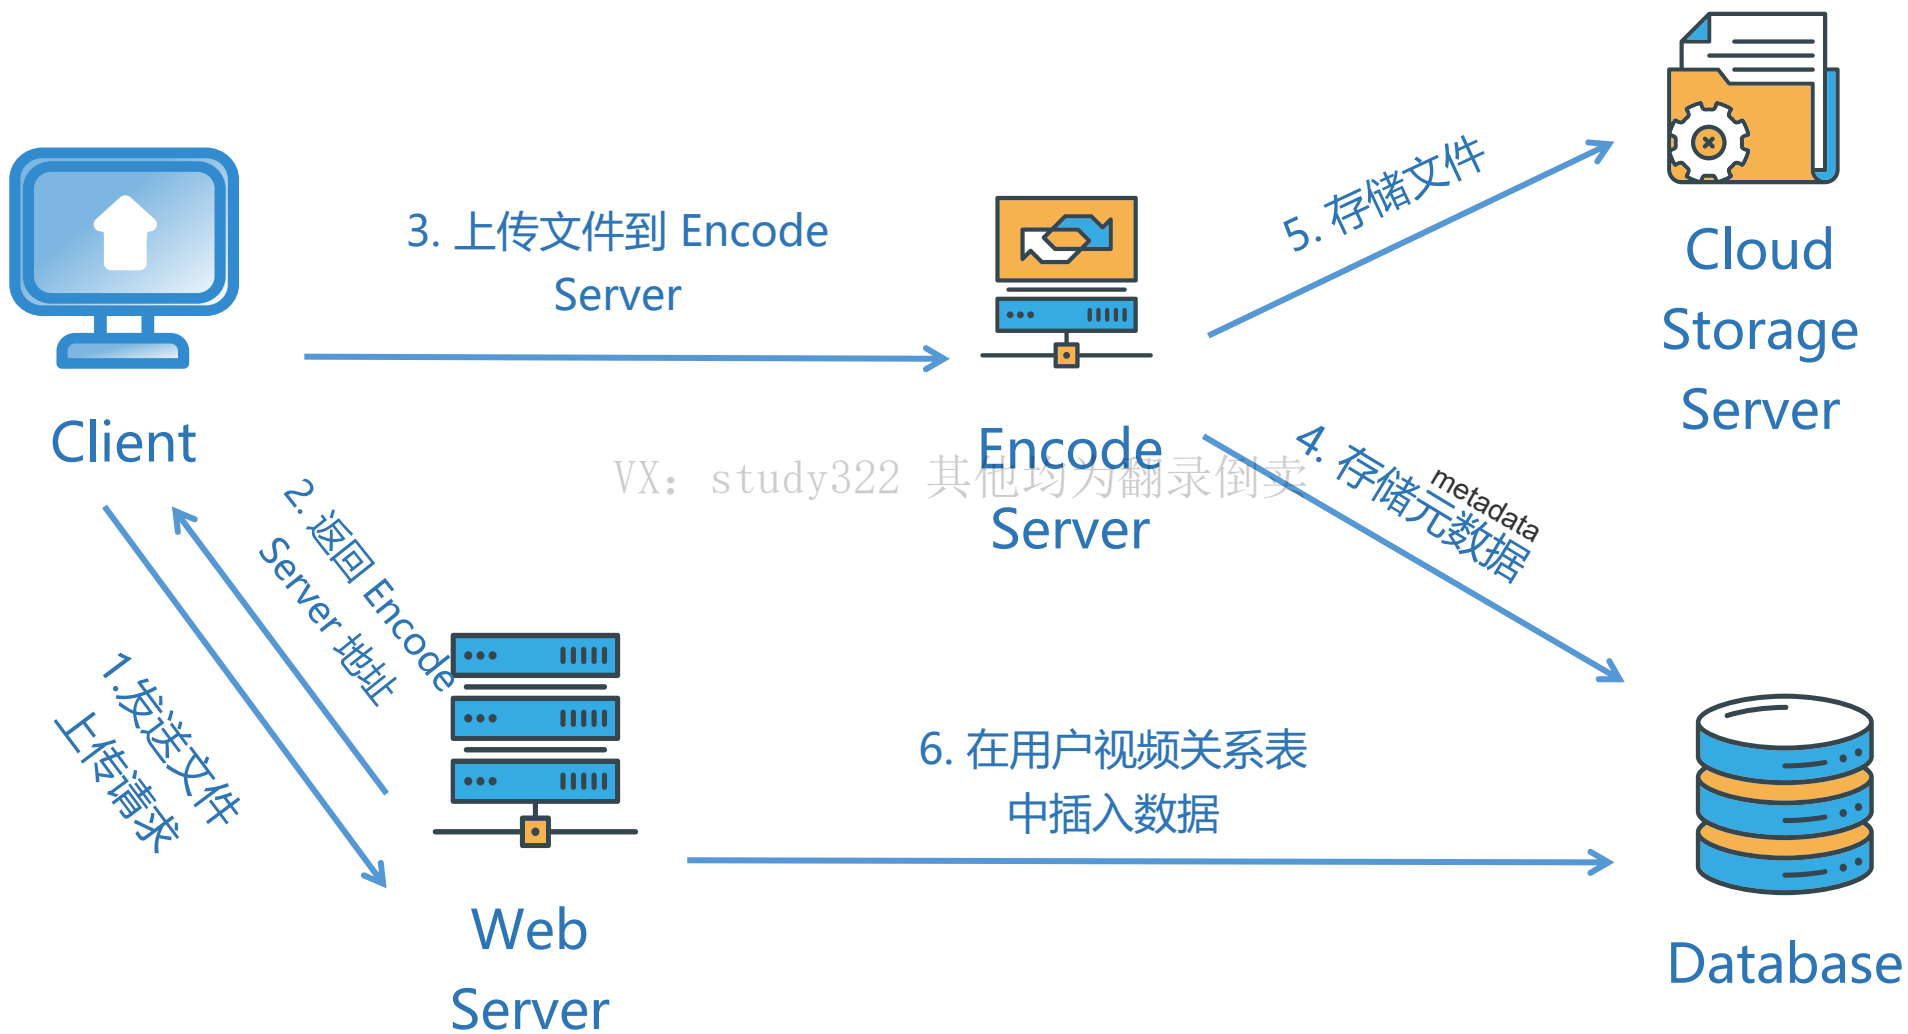 3. 上传文件到 Encode
Server
5. 存储文件
Cloud
Storage
Server
Client
Encode
Server
VX: study322 其他均为翻录倒卖
4. 存储元数据
metadata
2. 返回 Encode
Server 地址
1.发送文件
上传请求
6. 在用户视频关系表
中插入数据
Web
Server
Database